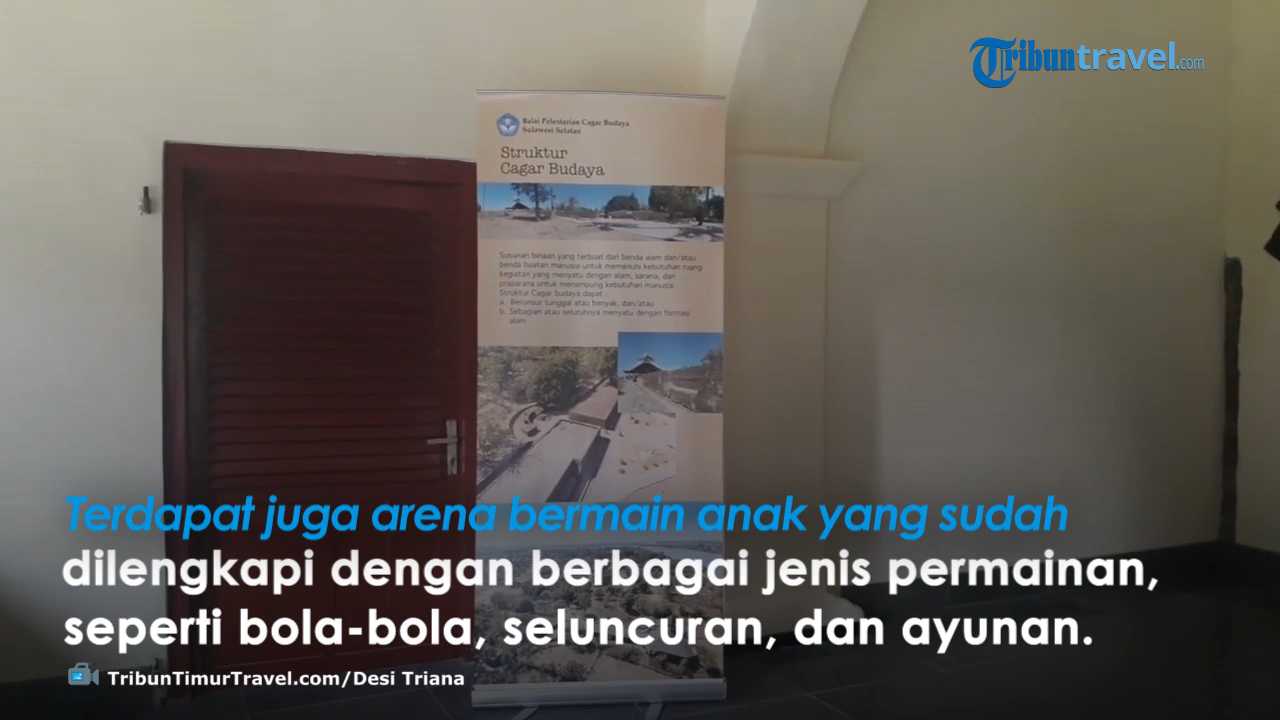 Tribuntravel.com
Balai Pelestarian Cagar Budaya
Sulawesi Selatan
Struktur
Cagar Budaya
Susunan binaan yang terbuat dari benda alam dan/atau
benda buatan manusia untuk memenuhi kebutuhan ruang
kegiatan yang menyatu dengan alam, sarana, dan
prasarana untuk menampung kebutuhan manusia.
Struktur Cagar budaya dapat :
a. Berunsur tunggal atau banyak; dan/atau
b. Sebagian atau seluruhnya menyatu dengan formasi
alam
Terdapat juga arena bermain anak yang sudah
dilengkapi dengan berbagai jenis permainan,
seperti bola-bola, seluncuran, dan ayunan.
TribunTimurTravel.com/Desi Triana